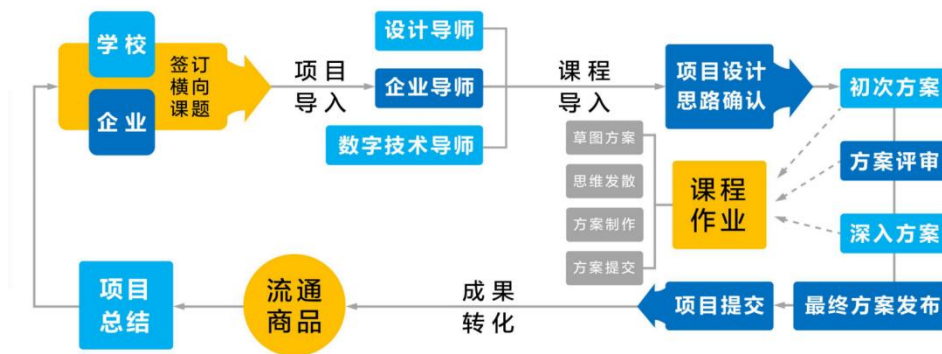 学校
企业
签订
横向
课题
项目
导入
设计导师
企业导师
数字技术导师
课程
导入
项目设计
思路确认
初次方案
方案评审
深入方案
最终方案发布
草图方案
思维发散
方案制作
方案提交
课程
作业
项目提交
成果
转化
流通
商品
项目
总结